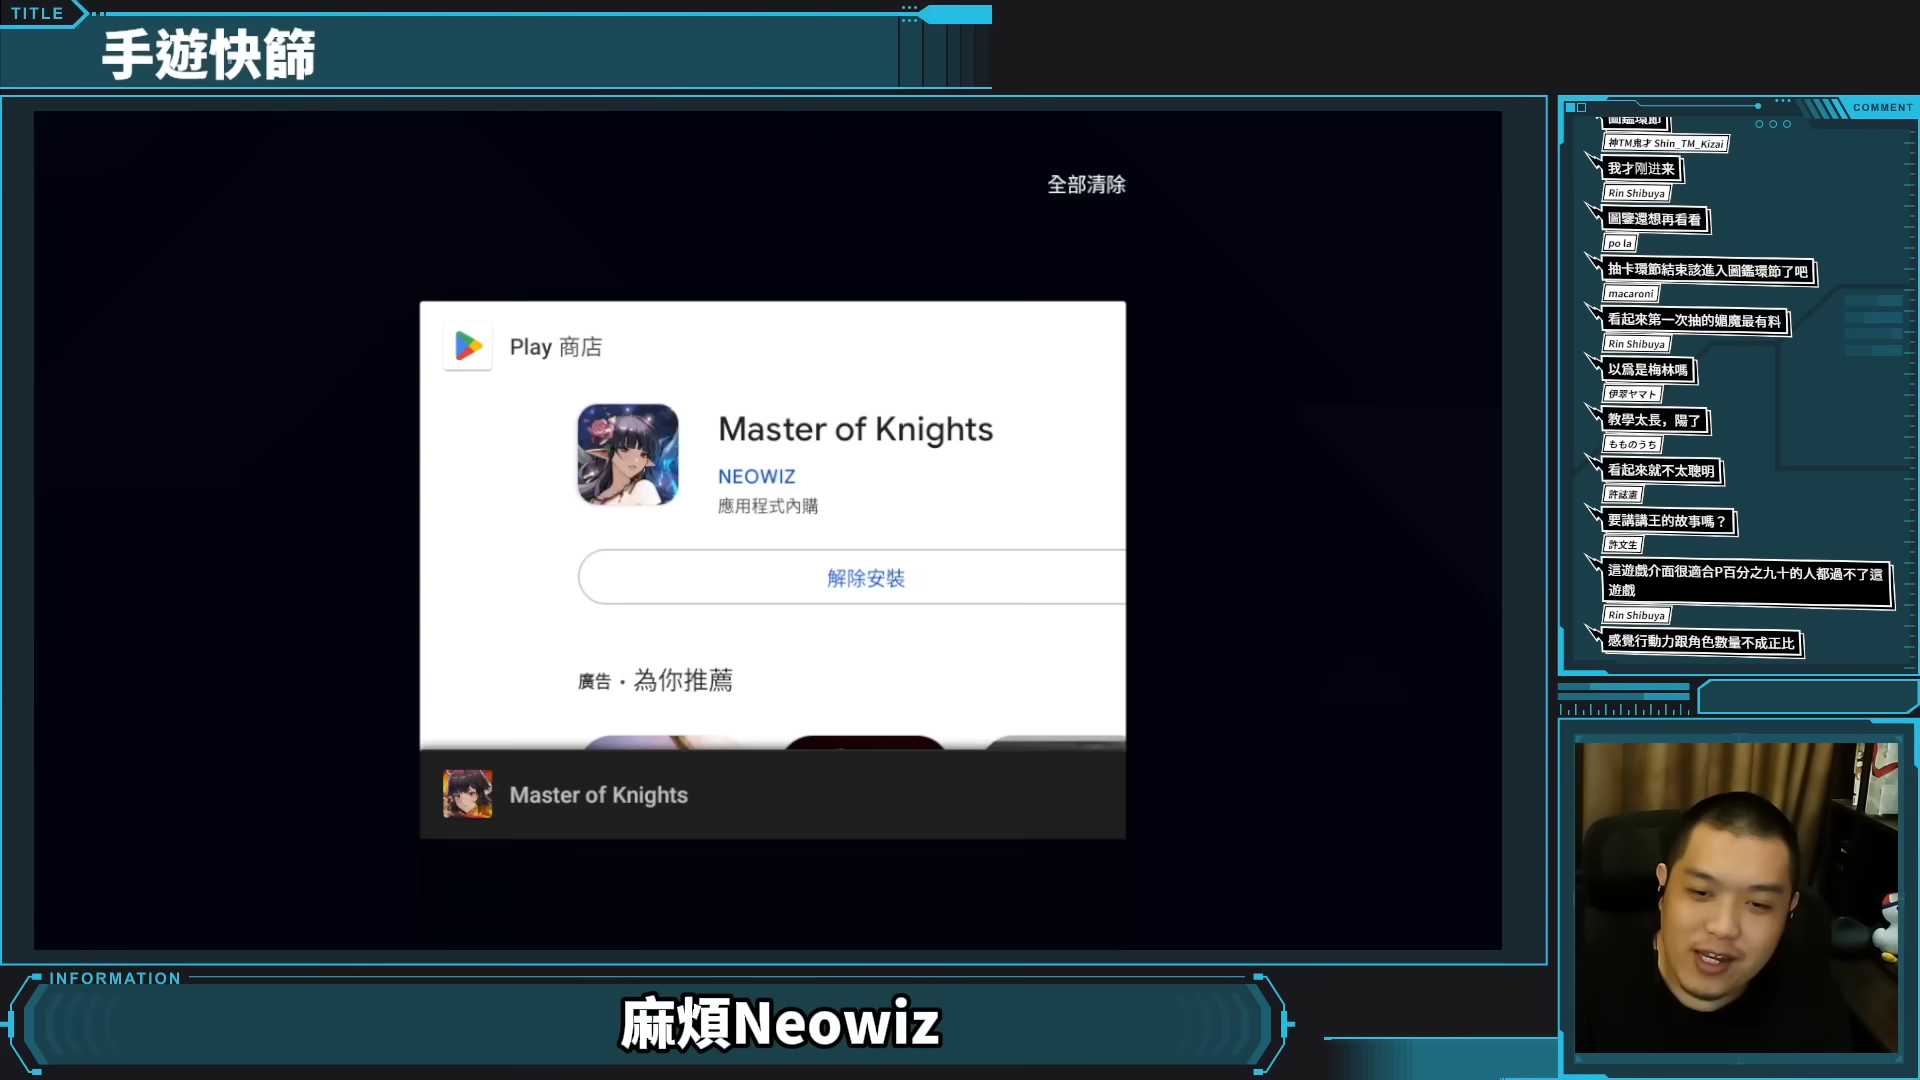 TITLE
手遊快篩
全部清除
Play 商店
Master of Knights
NEOWIZ
應用程式內購
解除安裝
廣告・為你推薦
Master of Knights
INFORMATION
麻煩Neowiz
COMMENT
圖鑑環節
神TM鬼才 Shin_TM_Kizai
我才刚进来
Rin Shibuya
圖鑒還想再看看
po la
抽卡環節結束該進入圖鑑環節了吧
macaroni
看起來第一次抽的媚魔最有料
Rin Shibuya
以爲是梅林嗎
伊翠ヤマト
教學太長，陽了
もものうち
看起來就不太聰明
許誌憲
要講講王的故事嗎？
許文生
這遊戲介面很適合P百分之九十的人都過不了這
遊戲
Rin Shibuya
感覺行動力跟角色數量不成正比